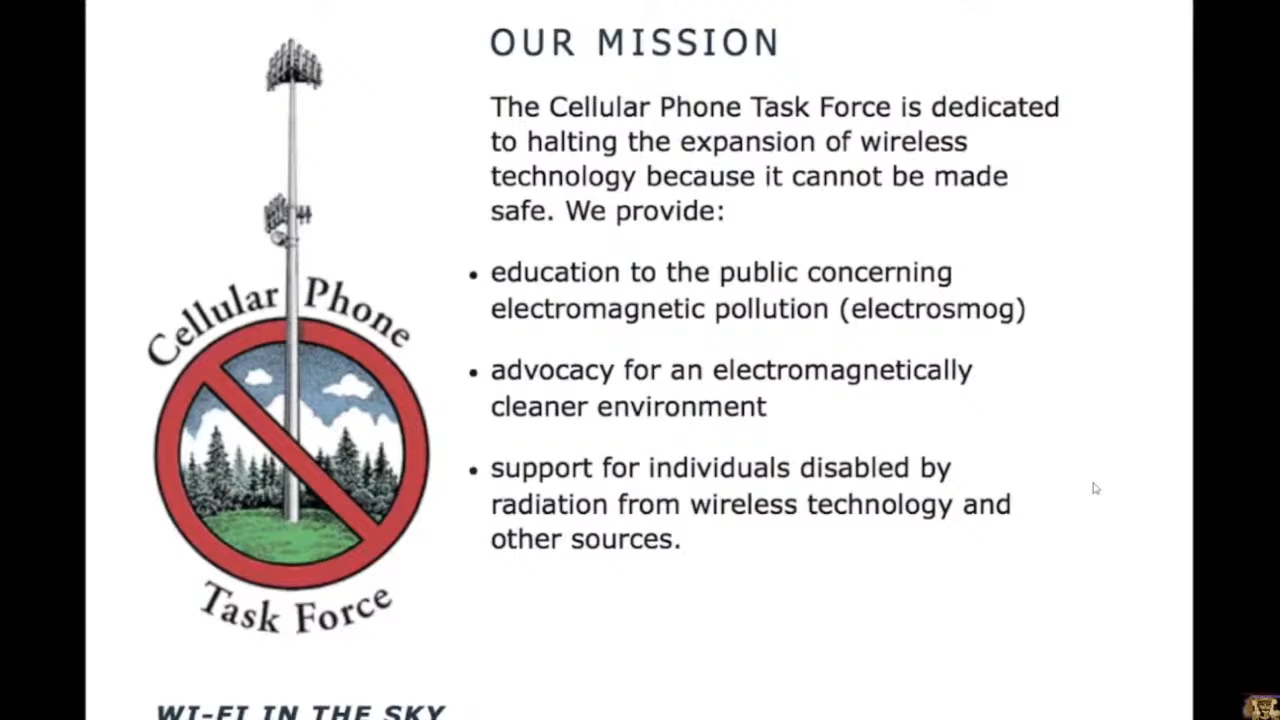 OUR MISSION
The Cellular Phone Task Force is dedicated
to halting the expansion of wireless
technology because it cannot be made
safe. We provide:
• education to the public concerning
electromagnetic pollution (electrosmog)
• advocacy for an electromagnetically
cleaner environment
• support for individuals disabled by
radiation from wireless technology and
other sources.
Cellular Phone
Task Force
WI-FI IN THE SKY